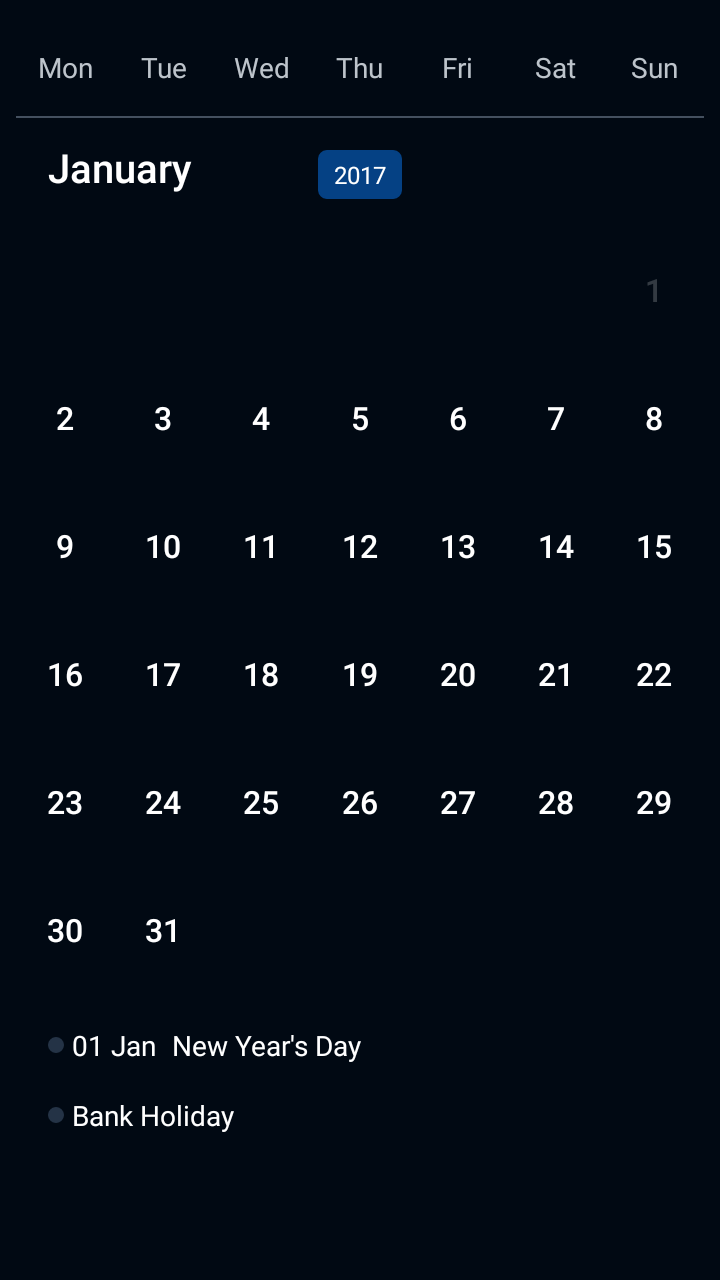 Mon Tue Wed Thu Fri Sat Sun
January 2017
1
2 3 4 5 6 7 8
9 10 11 12 13 14 15
16 17 18 19 20 21 22
23 24 25 26 27 28 29
30 31
01 Jan New Year's Day
Bank Holiday